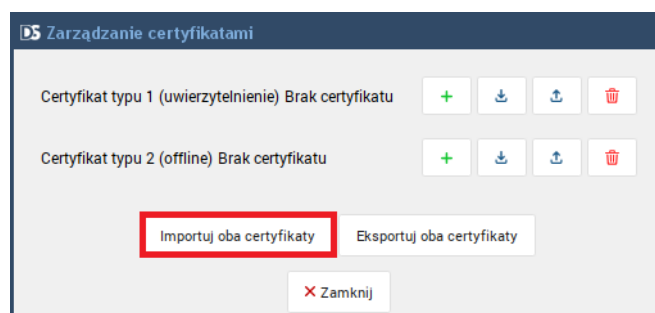 DS Zarządzanie certyfikatami
Certyfikat typu 1 (uwierzytelnienie) Brak certyfikatu
Certyfikat typu 2 (offline) Brak certyfikatu
Importuj oba certyfikaty Eksportuj oba certyfikaty
Zamknij